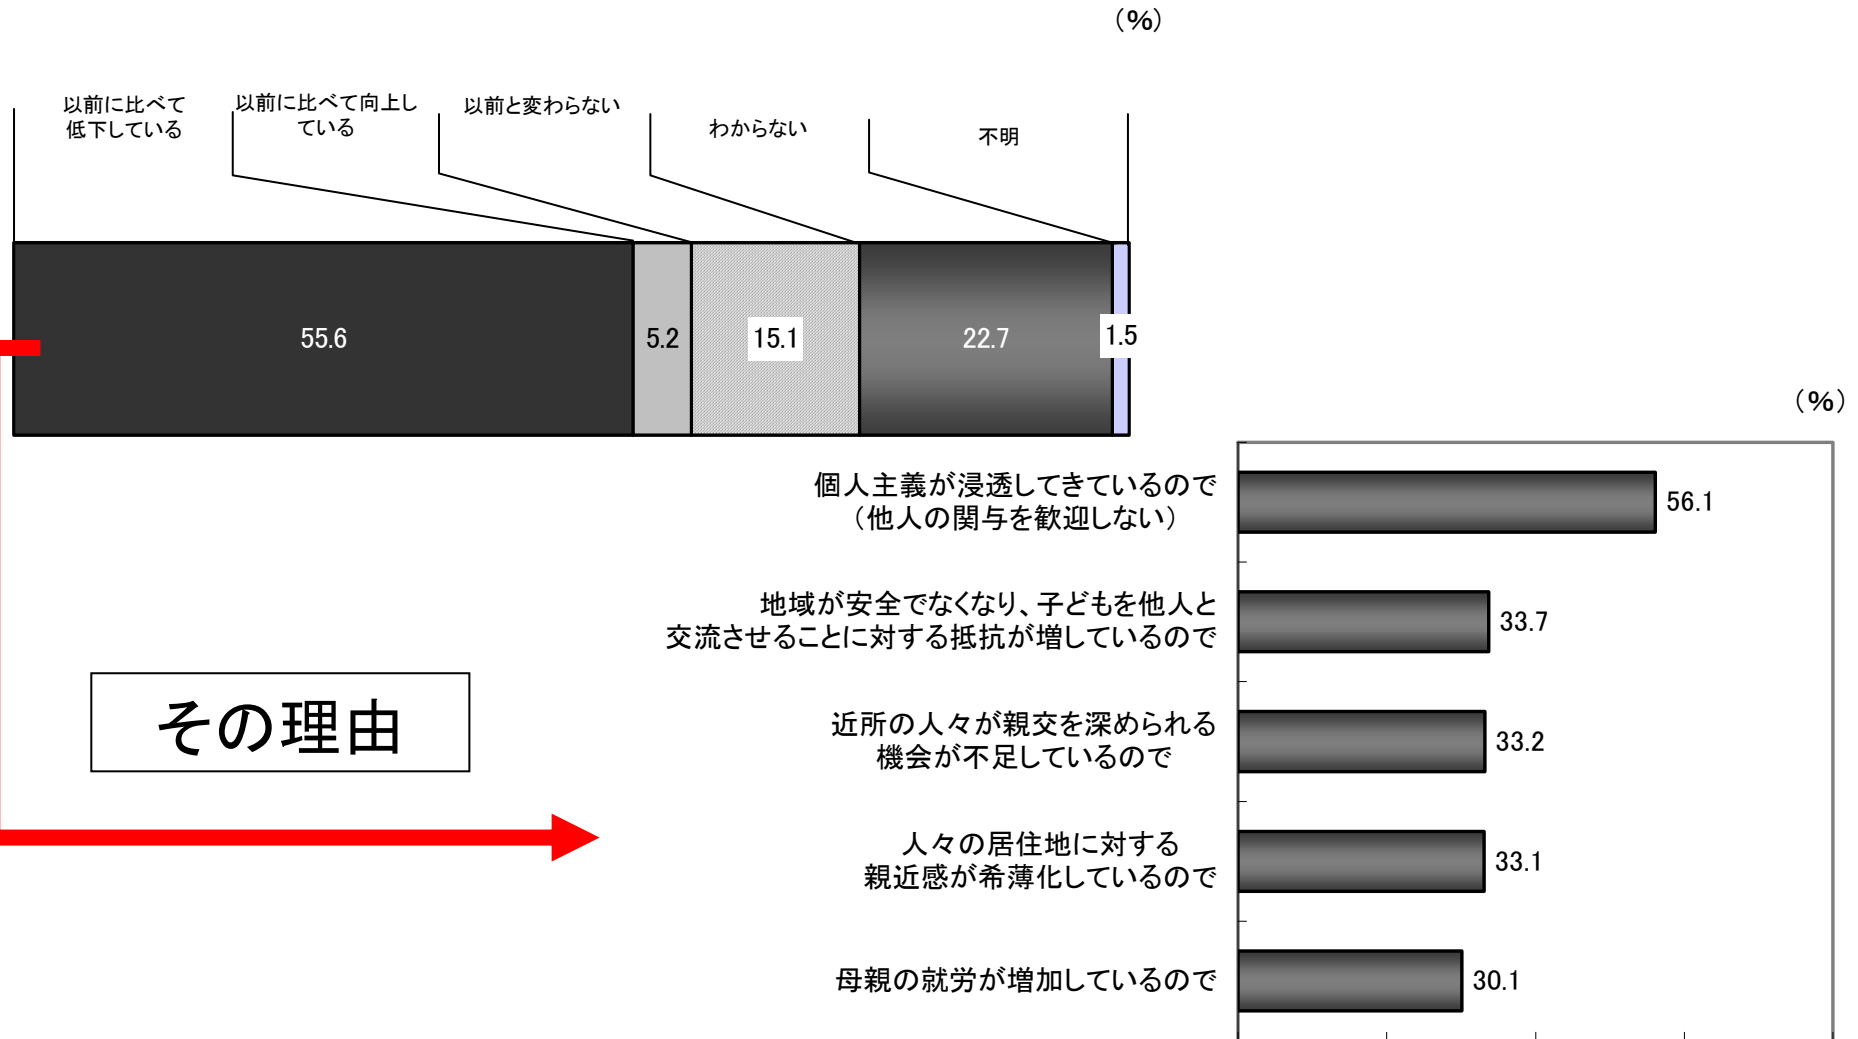 （%）
以前に比べて
低下している
以前に比べて向上し
ている
以前と変わらない
わからない
不明
55.6
5.2
15.1
22.7
1.5
（%）
個人主義が浸透してきているので
（他人の関与を歓迎しない）
56.1
地域が安全でなくなり、子どもを他人と
交流させることに対する抵抗が増しているので
33.7
その理由
近所の人々が親交を深められる
機会が不足しているので
33.2
人々の居住地に対する
親近感が希薄化しているので
33.1
母親の就労が増加しているので
30.1